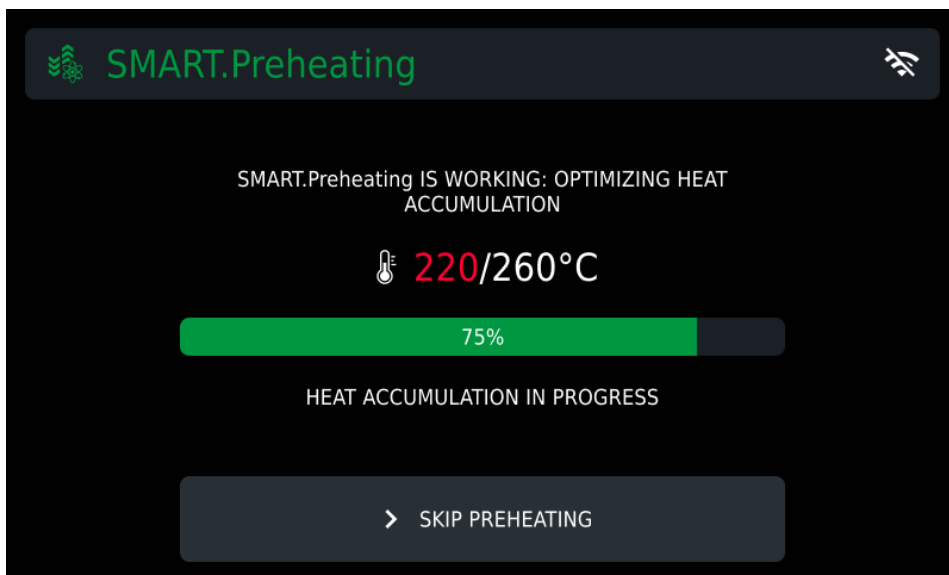 SMART.Preheating
SMART.Preheating IS WORKING: OPTIMIZING HEAT
ACCUMULATION
220/260°C
75%
HEAT ACCUMULATION IN PROGRESS
SKIP PREHEATING